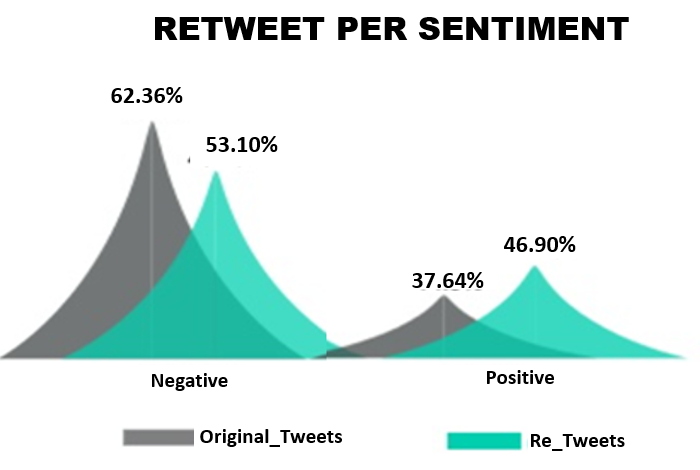 RETWEET PER SENTIMENT
62.36%
53.10%
46.90%
37.64%
Negative
Positive
Original_Tweets
Re_Tweets